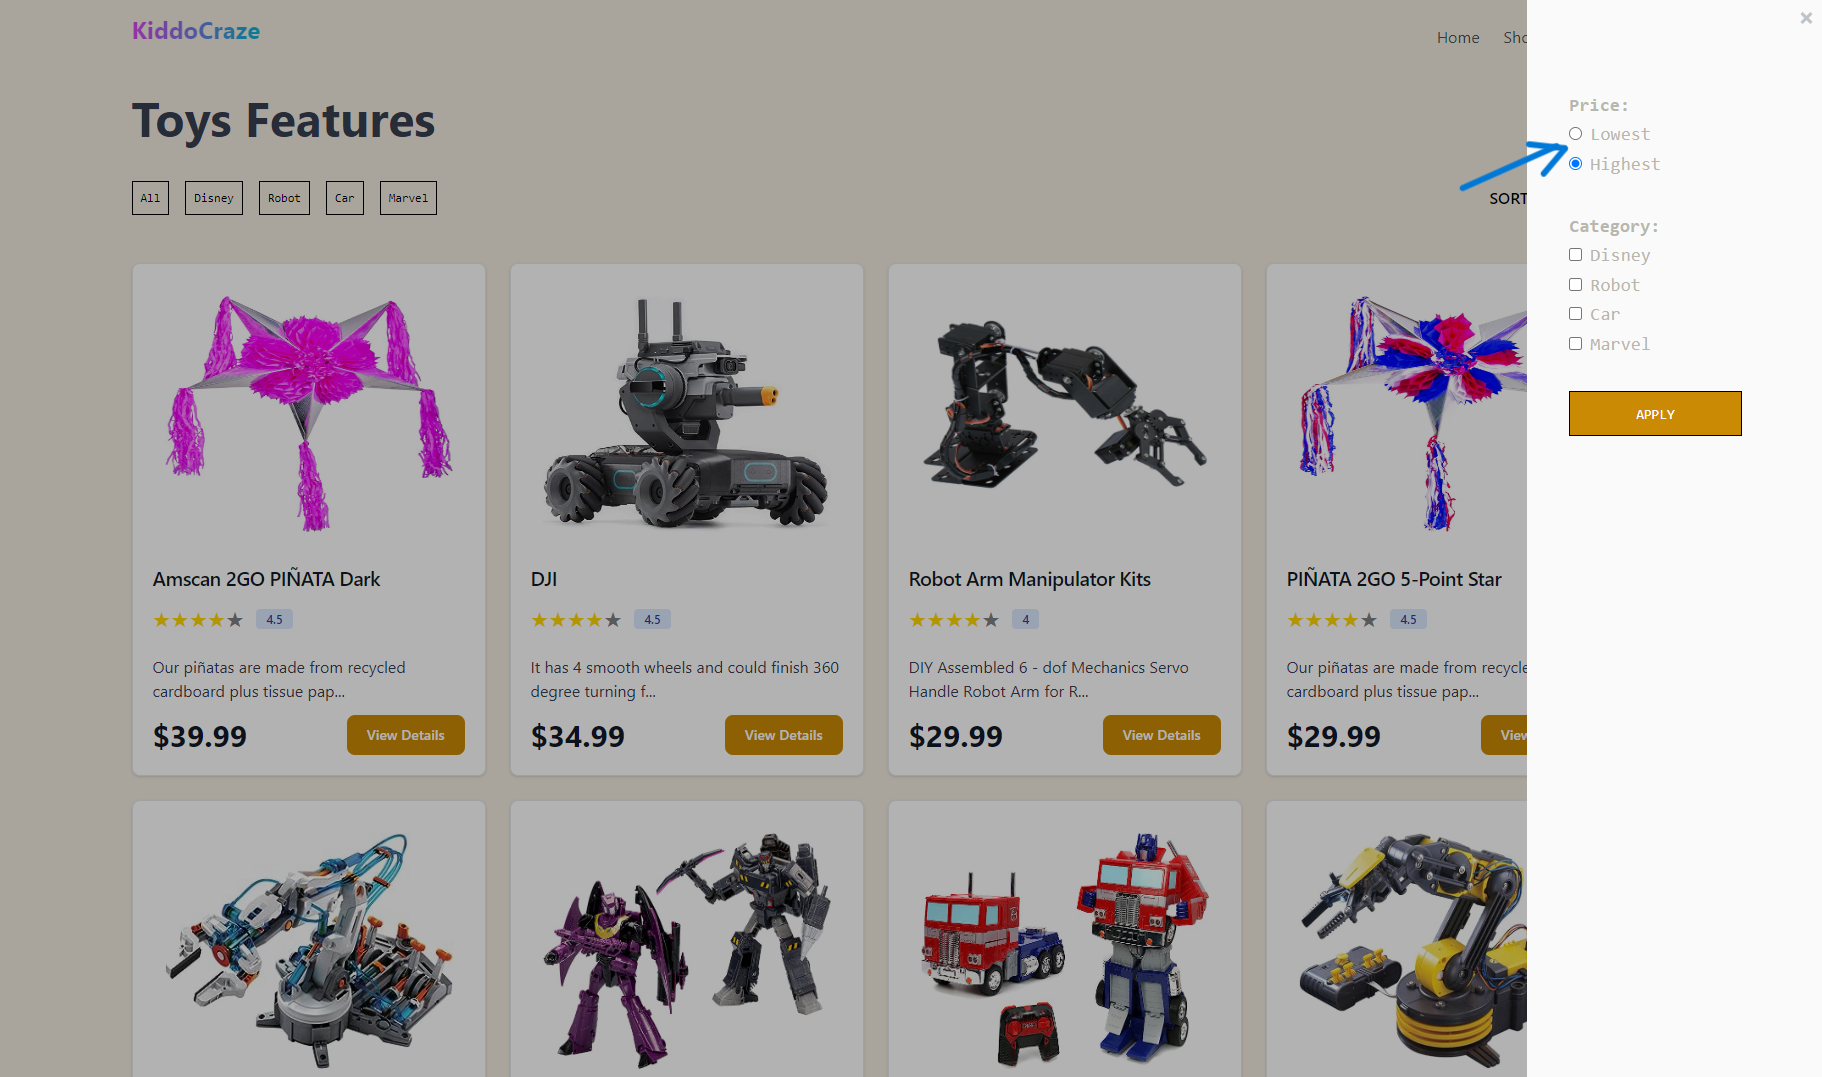 KiddoCraze
Home
Sho
Toys Features
All
Disney
Robot
Car
Marvel
SORT
Amscan 2GO PIÑATA Dark
4.5
Our piñatas are made from recycled
cardboard plus tissue pap...
$39.99
View Details
DJI
4.5
It has 4 smooth wheels and could finish 360
degree turning f...
$34.99
View Details
Robot Arm Manipulator Kits
4
DIY Assembled 6 - dof Mechanics Servo
Handle Robot Arm for R...
$29.99
View Details
PIÑATA 2GO 5-Point Star
4.5
Our piñatas are made from recycle
cardboard plus tissue pap...
$29.99
View
×
Price:
Lowest
Highest
Category:
Disney
Robot
Car
Marvel
APPLY